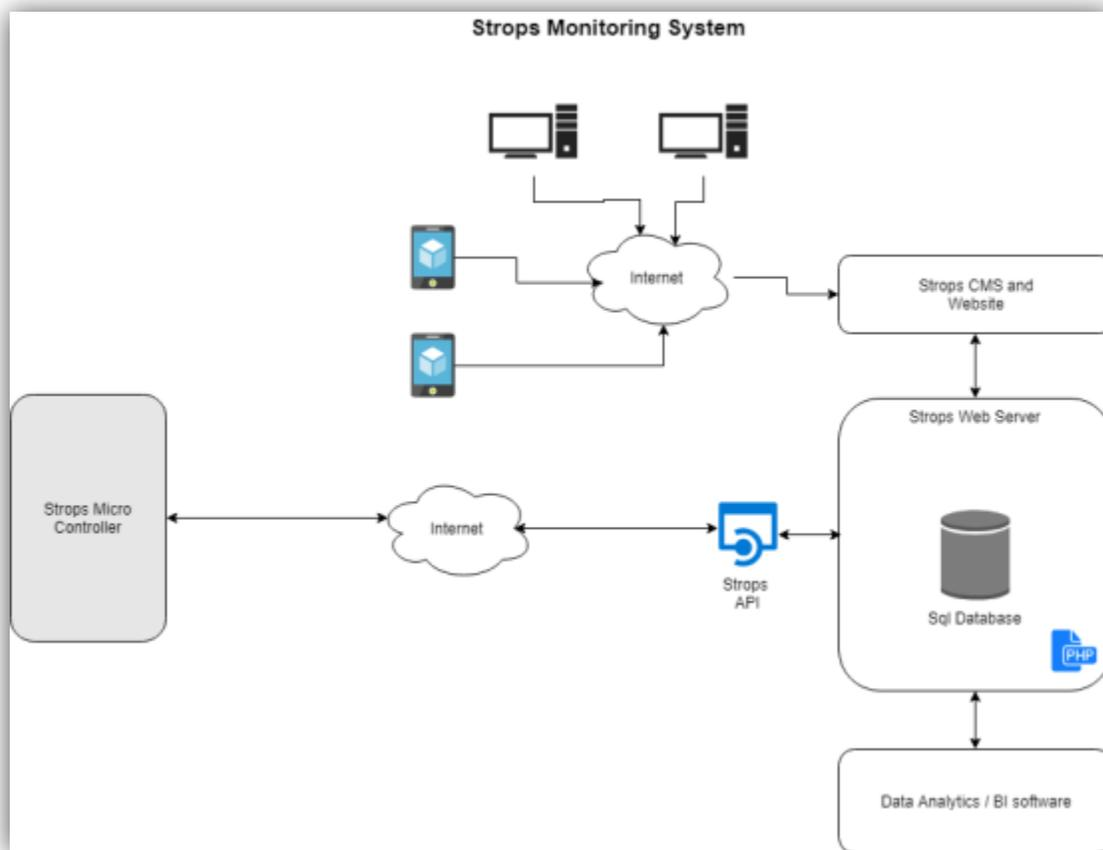 Strops Monitoring System
Internet
Strops CMS and
Website
Strops Web Server
Strops Micro
Controller
Internet
Strops
API
Sql Database
PHP
Data Analytics / BI software